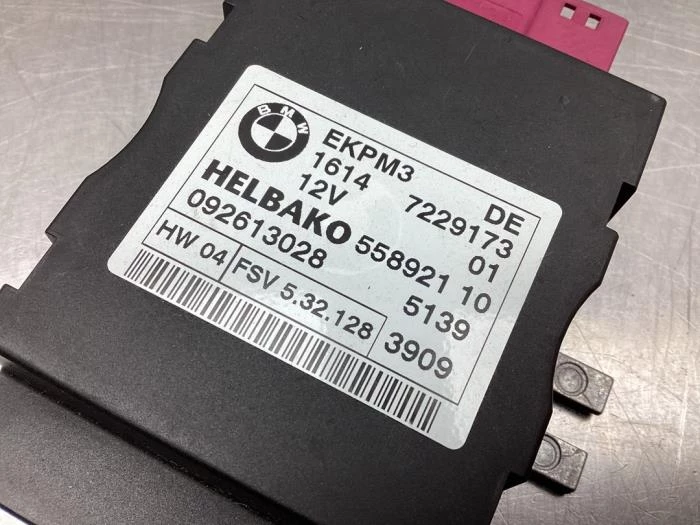 BMW
EKPM3 DE
1614 7229173
12V 01
HELBAKO 558921 10
092613028 5139
HW 04 FSV 5.32.128 3909